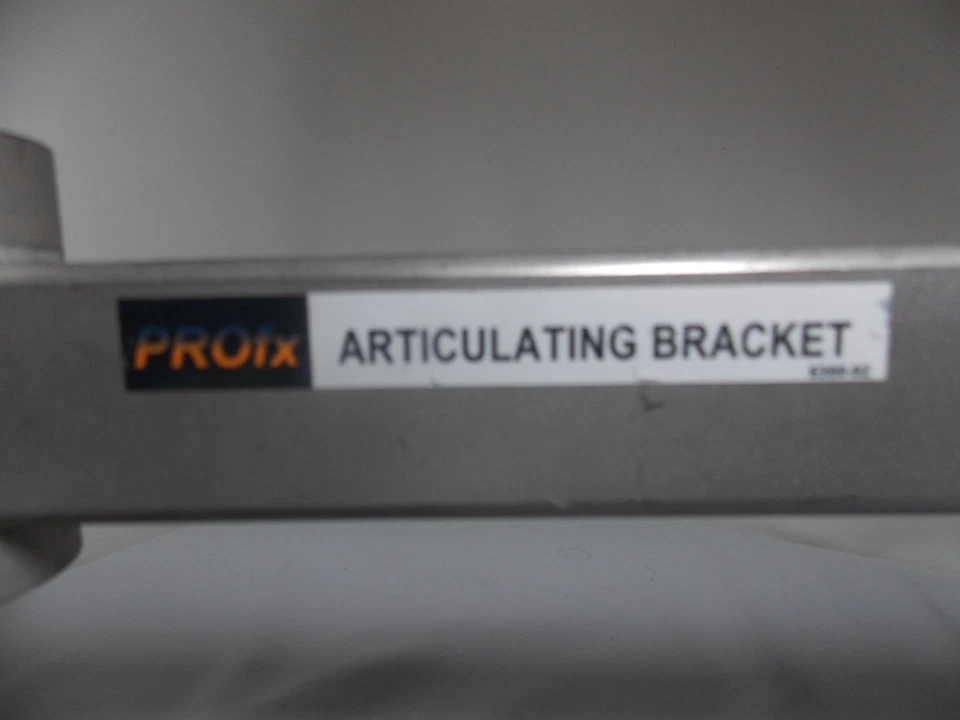 PROfx ARTICULATING BRACKET